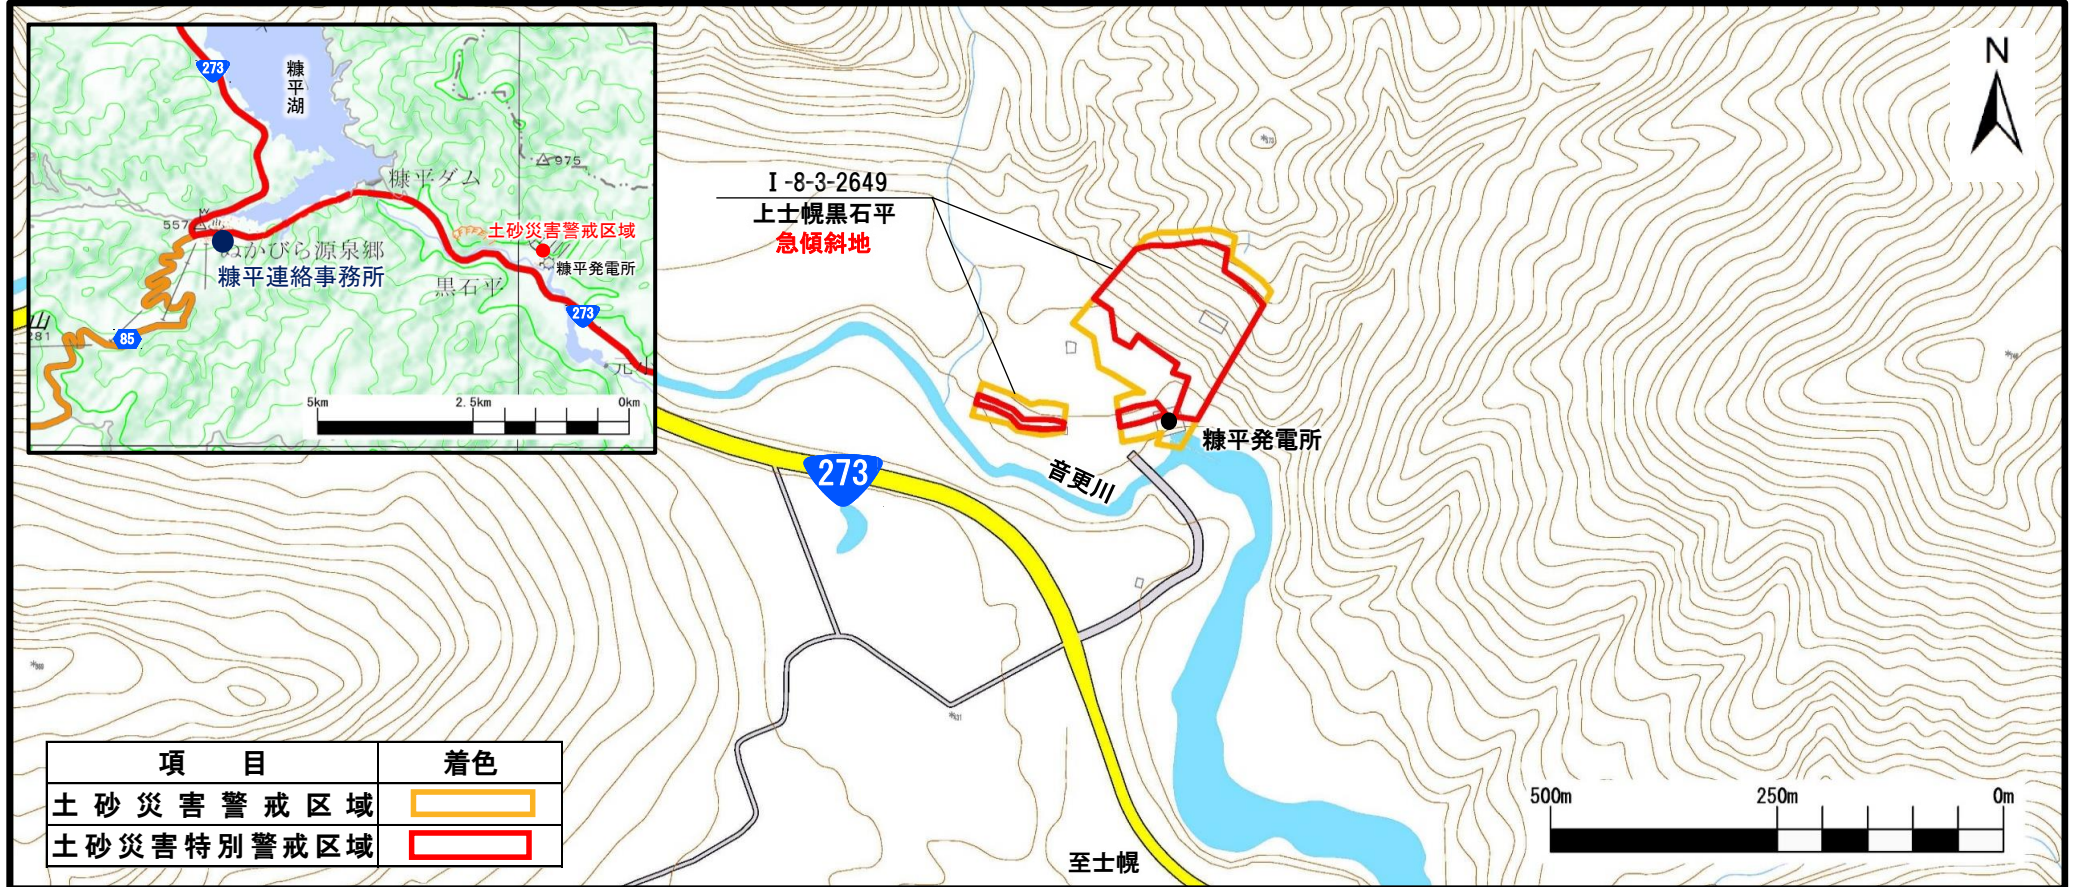 273
糠平湖
975
糠平ダム
557
土砂災害警戒区域
ぬかびら源泉郷
糠平発電所
糠平連絡事務所
黒石平
273
山
281
85
元小
5km 2.5km 0km
N
I-8-3-2649
上士幌黒石平
急傾斜地
糠平発電所
音更川
273
至士幌
項 目 着色
土砂災害警戒区域
土砂災害特別警戒区域
500m 250m 0m